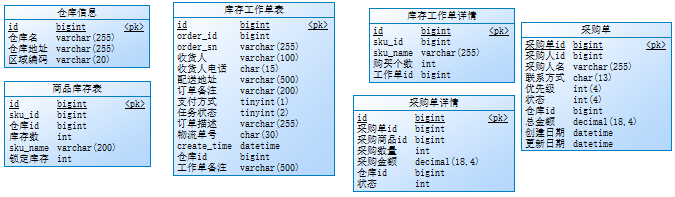 仓库信息
id bigint <pk>
仓库名 varchar(255)
仓库地址 varchar(255)
区域编码 varchar(20)
商品库存表
id bigint <pk>
sku_id bigint
仓库id bigint
库存数 int
sku_name varchar(200)
锁定库存 int
库存工作单表
id bigint <pk>
order_id bigint
order_sn varchar(255)
收货人 varchar(100)
收货人电话 char(15)
配送地址 varchar(500)
订单备注 varchar(200)
支付方式 tinyint(1)
任务状态 tinyint(2)
订单描述 varchar(255)
物流单号 char(30)
create_time datetime
仓库id bigint
工作单备注 varchar(500)
库存工作单详情
id bigint <pk>
sku_id bigint
sku_name varchar(255)
购买个数 int
工作单id bigint
采购单详情
id bigint <pk>
采购单id bigint
采购商品id bigint
采购数量 int
采购金额 decimal(18,4)
仓库id bigint
状态 int
采购单
采购单id bigint <pk>
采购人id bigint
采购人名 varchar(255)
联系方式 char(13)
优先级 int(4)
状态 int(4)
仓库id bigint
总金额 decimal(18,4)
创建日期 datetime
更新日期 datetime